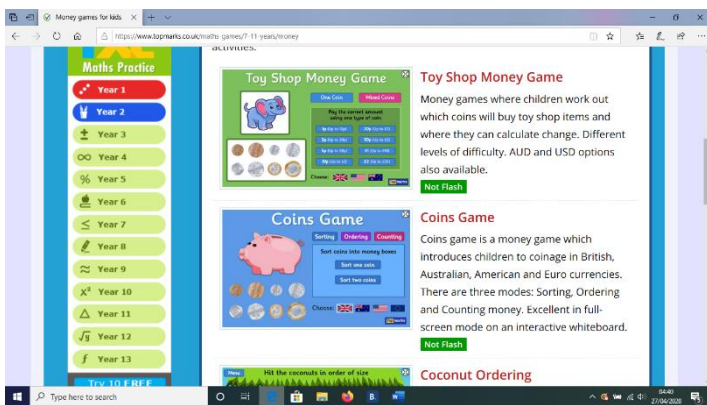 Money games for kids
https://www.topmarks.co.uk/maths-games/7-11-years/money
Maths Practice
Year 1
Year 2
Year 3
Year 4
Year 5
Year 6
Year 7
Year 8
Year 9
Year 10
Year 11
Year 12
Year 13
Try 10 FREE
activities.
Toy Shop Money Game
One Coin
Mixed Coins
Pay the correct amount
using one type of coin
Choose:
Toy Shop Money Game
Money games where children work out
which coins will buy toy shop items and
where they can calculate change. Different
levels of difficulty. AUD and USD options
also available.
Not Flash
Coins Game
Sorting
Ordering
Counting
Sort coins into money boxes
Sort one coin
Sort two coins
Choose:
Coins Game
Coins game is a money game which
introduces children to coinage in British,
Australian, American and Euro currencies.
There are three modes: Sorting, Ordering
and Counting money. Excellent in full-
screen mode on an interactive whiteboard.
Not Flash
Menu
Hit the coconuts in order of size
Coconut Ordering
Type here to search
04:40
27/04/2020